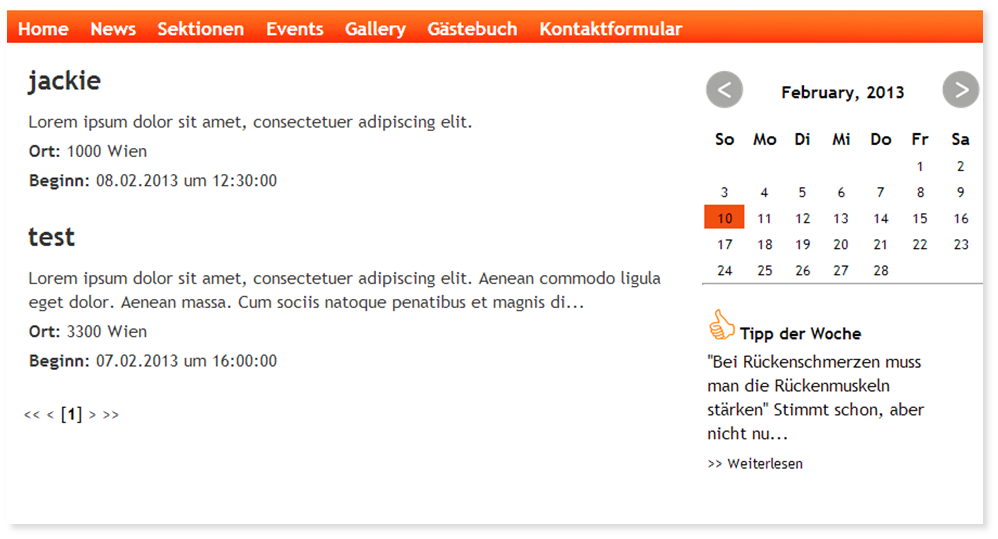 Home News Sektionen Events Gallery Gästebuch Kontaktformular
jackie
Lorem ipsum dolor sit amet, consectetuer adipiscing elit.
Ort: 1000 Wien
Beginn: 08.02.2013 um 12:30:00
test
Lorem ipsum dolor sit amet, consectetuer adipiscing elit. Aenean commodo ligula
eget dolor. Aenean massa. Cum sociis natoque penatibus et magnis di...
Ort: 3300 Wien
Beginn: 07.02.2013 um 16:00:00
<< < [1] > >>
< February, 2013 >
So Mo Di Mi Do Fr Sa
1 2
3 4 5 6 7 8 9
10 11 12 13 14 15 16
17 18 19 20 21 22 23
24 25 26 27 28
Tipp der Woche
"Bei Rückenschmerzen muss
man die Rückenmuskeln
stärken" Stimmt schon, aber
nicht nu...
>> Weiterlesen